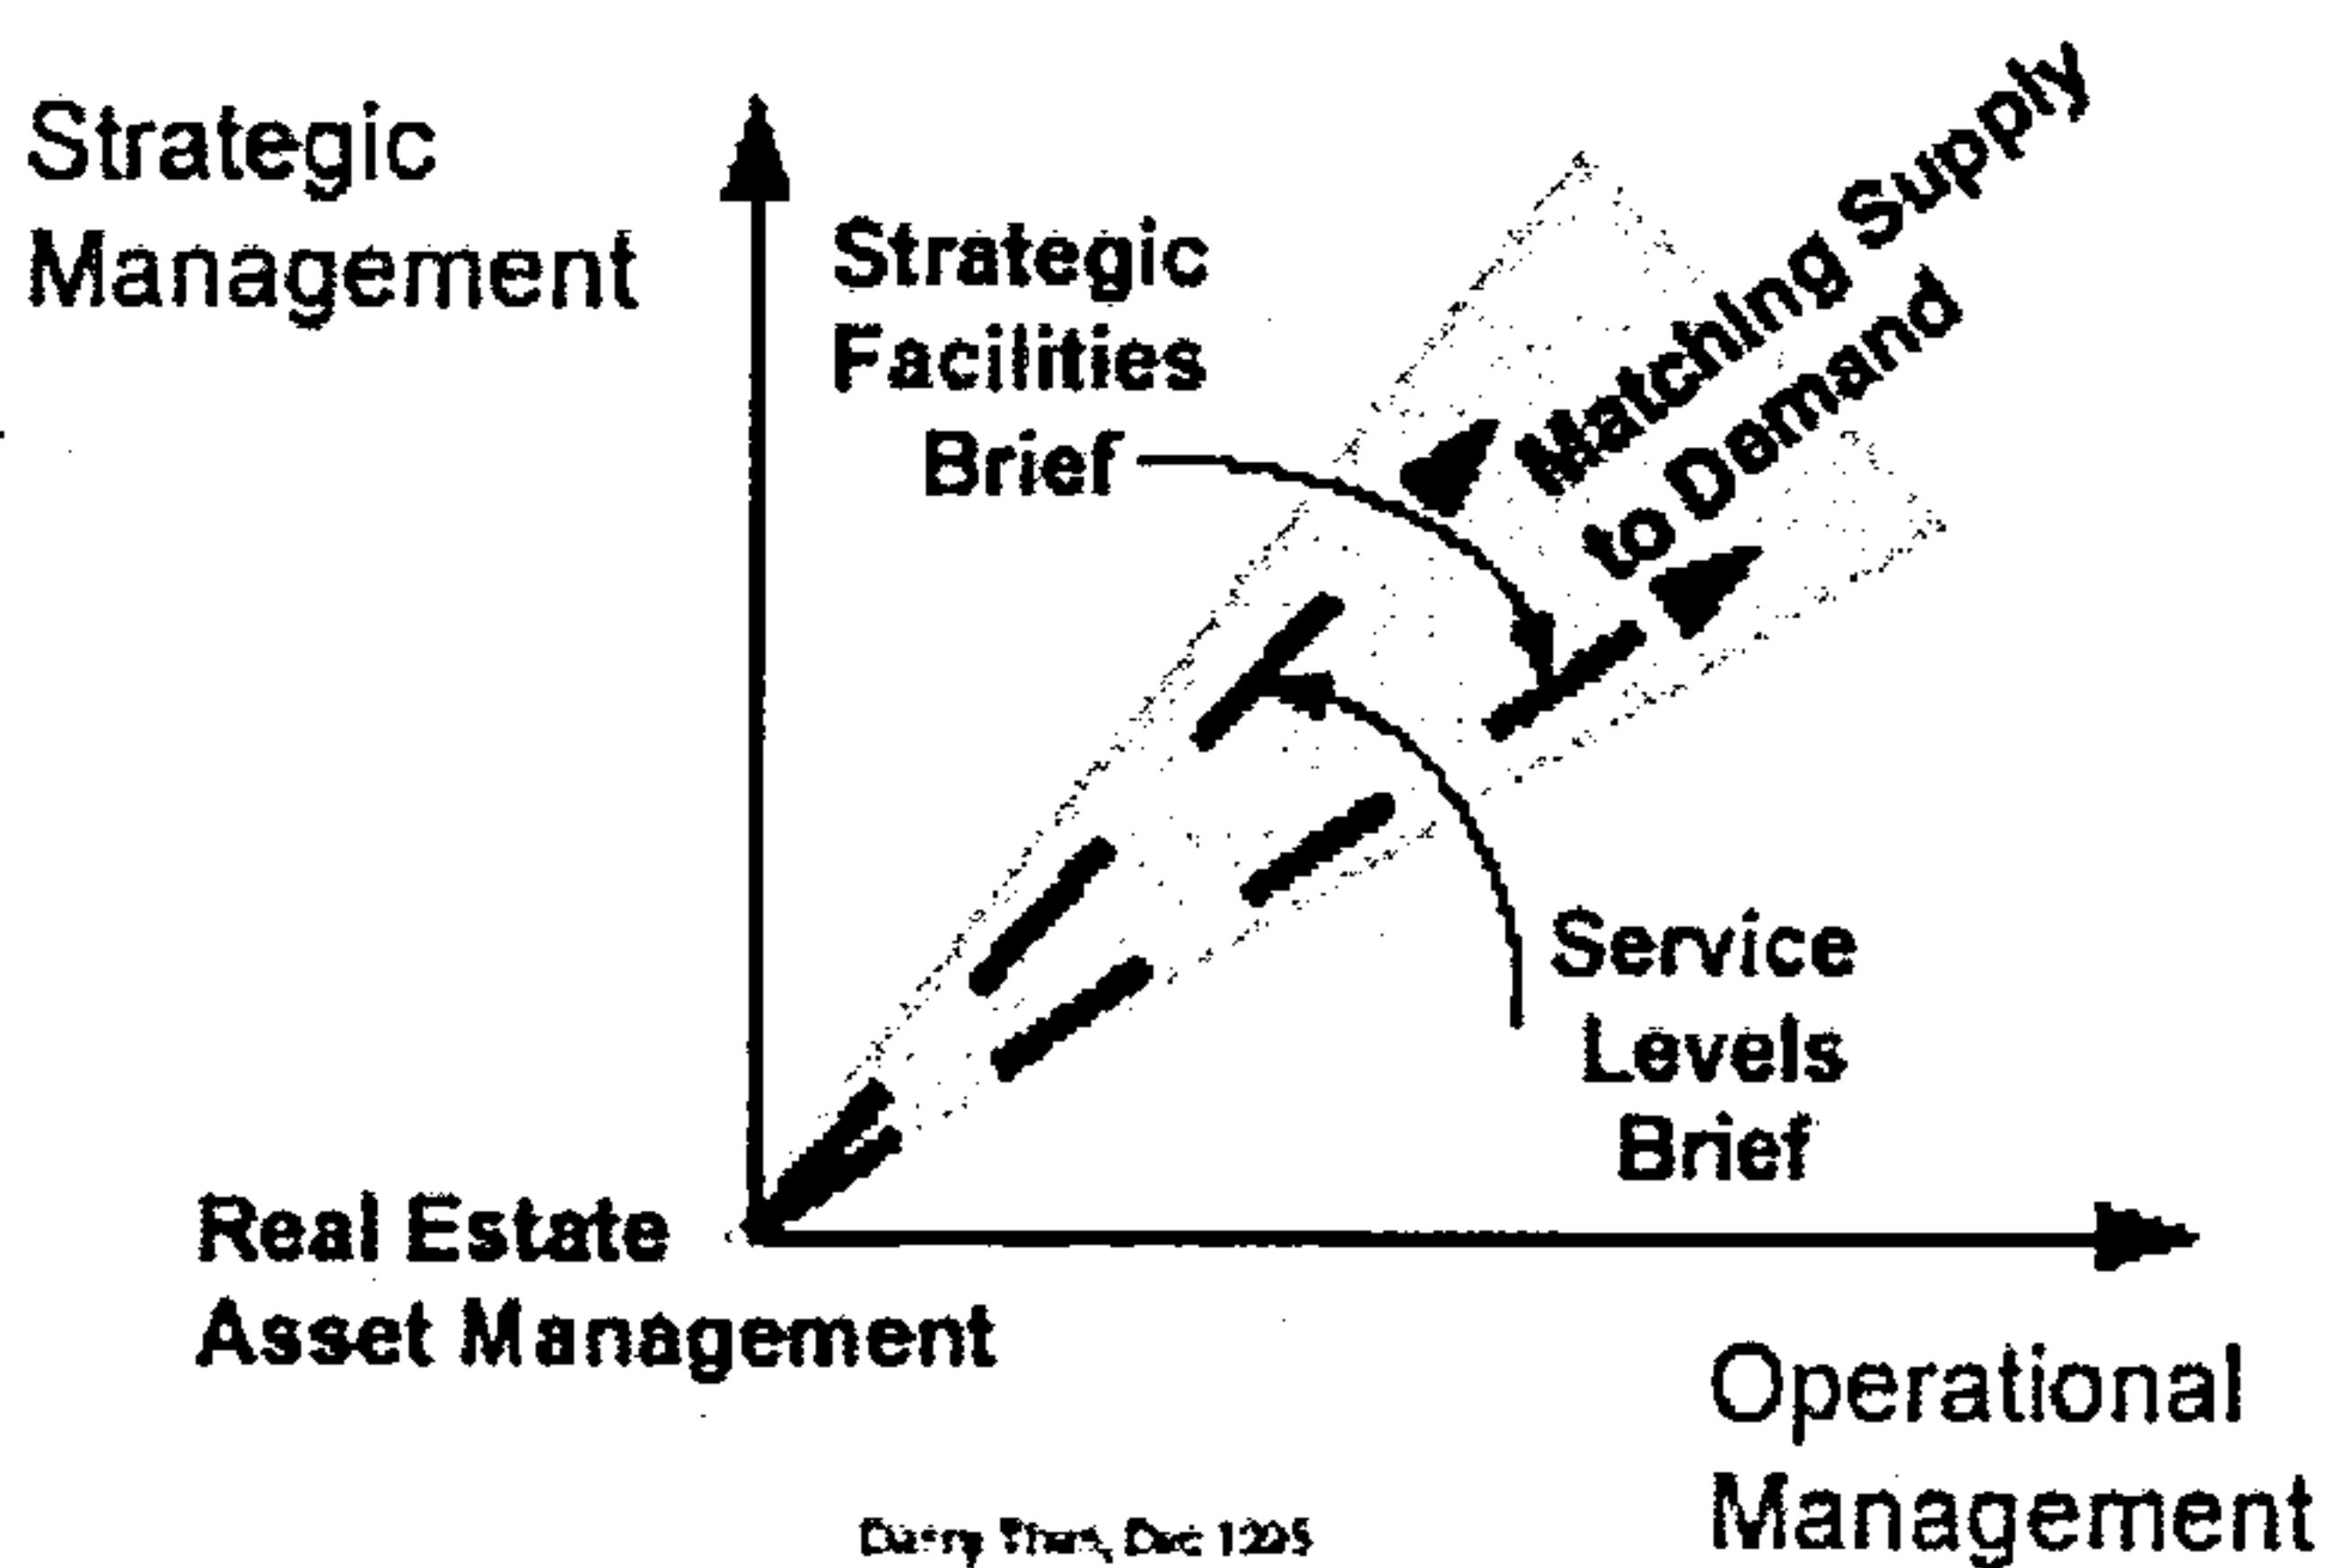 Strategic
Management
Strategic
Facilities
Brief
Matching Supply
to Demand
Service
Levels
Brief
Real Estate
Asset Management
Operational
Management